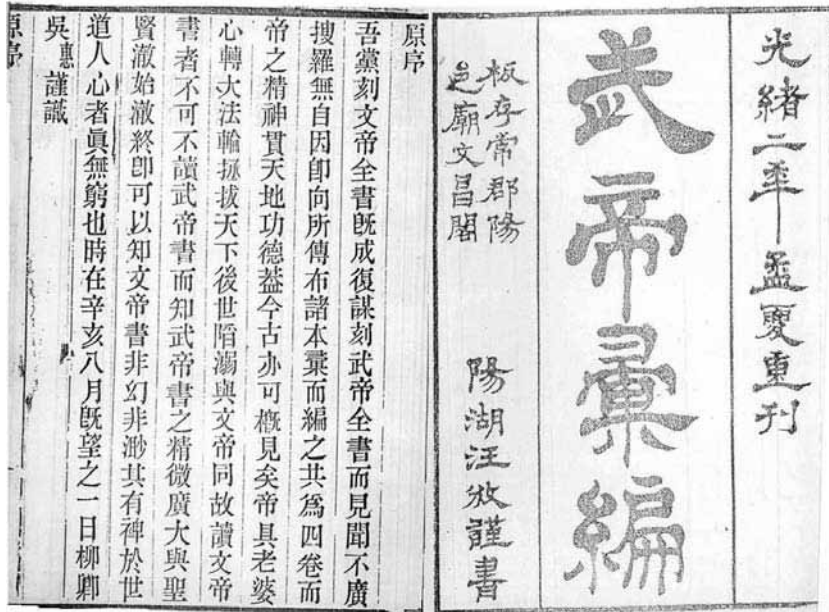 光緒二年孟夏重刊
武帝彙編
板存常郡陽
邑廟文昌閣
陽湖汪放謹書
原序
吾黨刻文帝全書既成復謀刻武帝全書而見聞不廣
搜羅無自因卽向所傳布諸本彙而編之共爲四卷而
帝之精神貫天地功德葢今古亦可概見矣帝具老婆
心轉大法輪拯拔天下後世陷溺與文帝同故讀文帝
書者不可不讀武帝書而知武帝書之精微廣大與聖
賢澈始澈終卽可以知文帝書非幻非渺其有裨於世
道人心者眞無窮也時在辛亥八月旣望之一日柳卿
吳惠謹識
原序